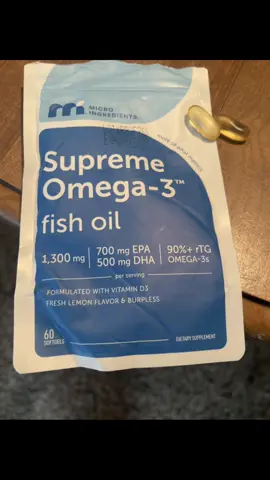 MICRO
INGREDIENTS.
Supreme
Omega-3™
fish oil
1,300 mg
700 mg EPA
500 mg DHA
90%+ rTG
OMEGA-3s
per serving
FORMULATED WITH VITAMIN D3
FRESH LEMON FLAVOR & BURPLESS
60
SOFTGELS
DIETARY SUPPLEMENT